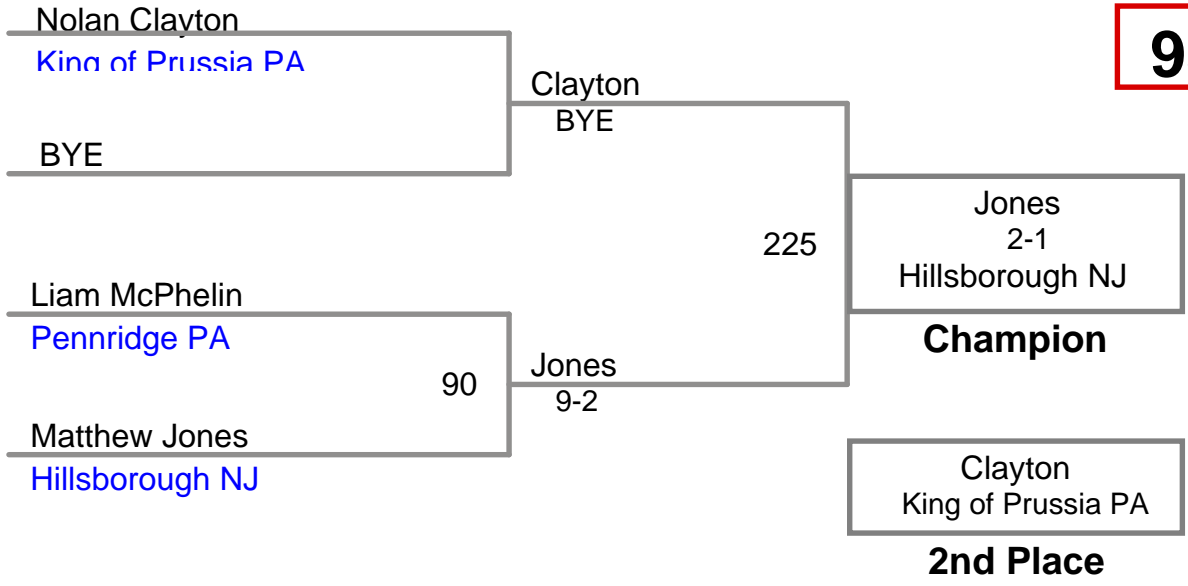 Nolan Clayton
King of Prussia PA
BYE
Clayton
BYE
9
Liam McPhelin
Pennridge PA
90
Matthew Jones
Hillsborough NJ
Jones
9-2
225
Jones
2-1
Hillsborough NJ
Champion
Clayton
King of Prussia PA
2nd Place